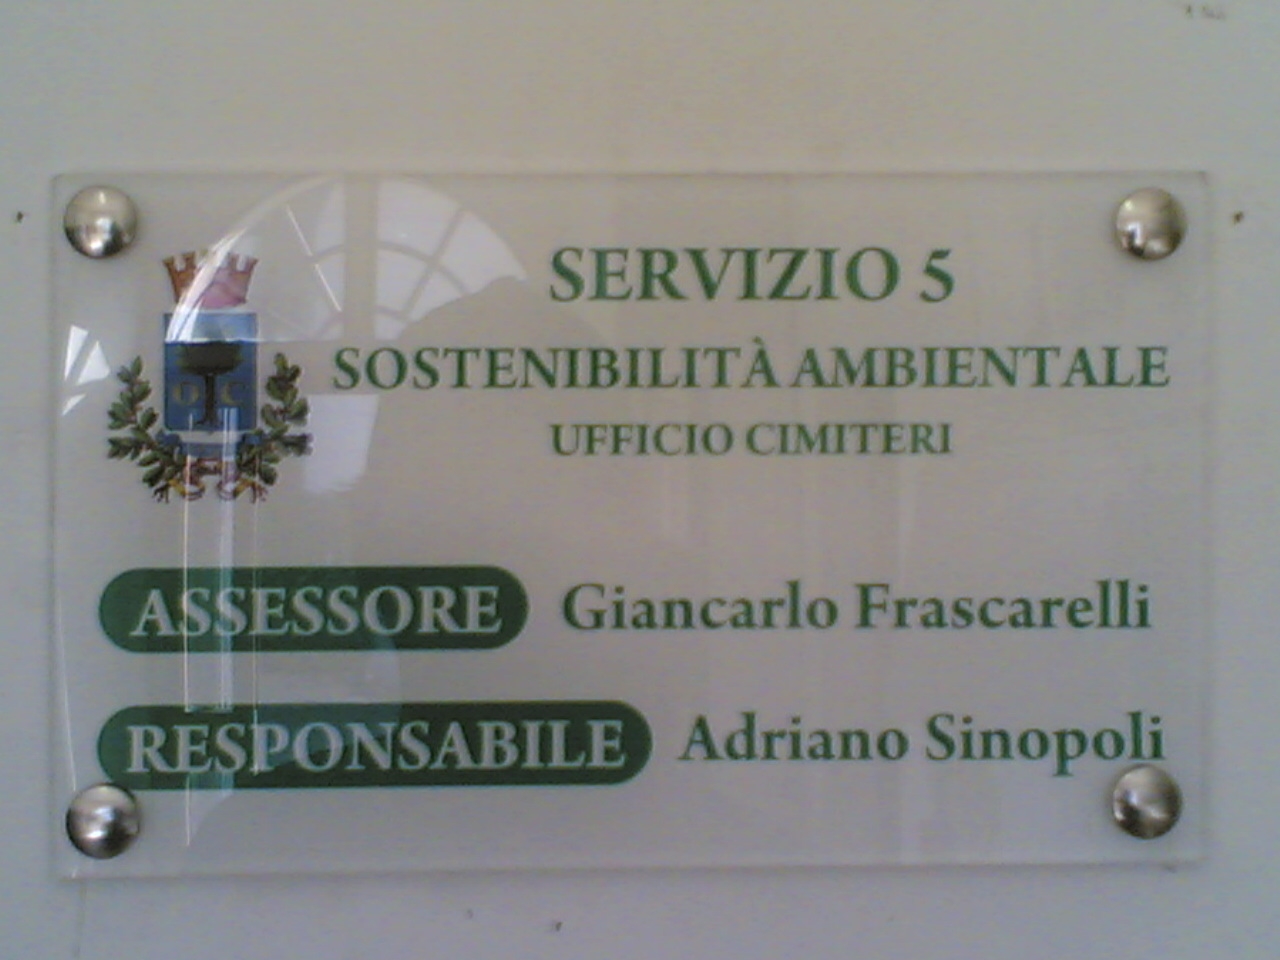 SERVIZIO 5
SOSTENIBILITÀ AMBIENTALE
UFFICIO CIMITERI
O C
ASSESSORE Giancarlo Frascarelli
RESPONSABILE Adriano Sinopoli